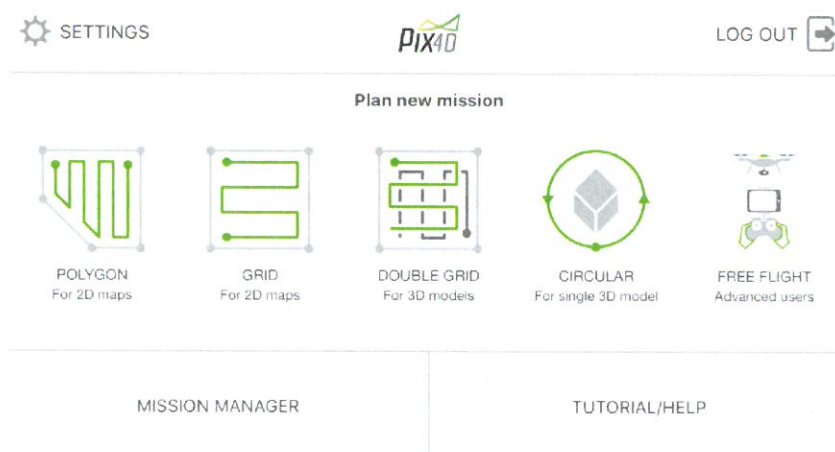 SETTINGS
PIX4D
LOG OUT
Plan new mission
POLYGON
For 2D maps
GRID
For 2D maps
DOUBLE GRID
For 3D models
CIRCULAR
For single 3D model
FREE FLIGHT
Advanced users
MISSION MANAGER
TUTORIAL/HELP